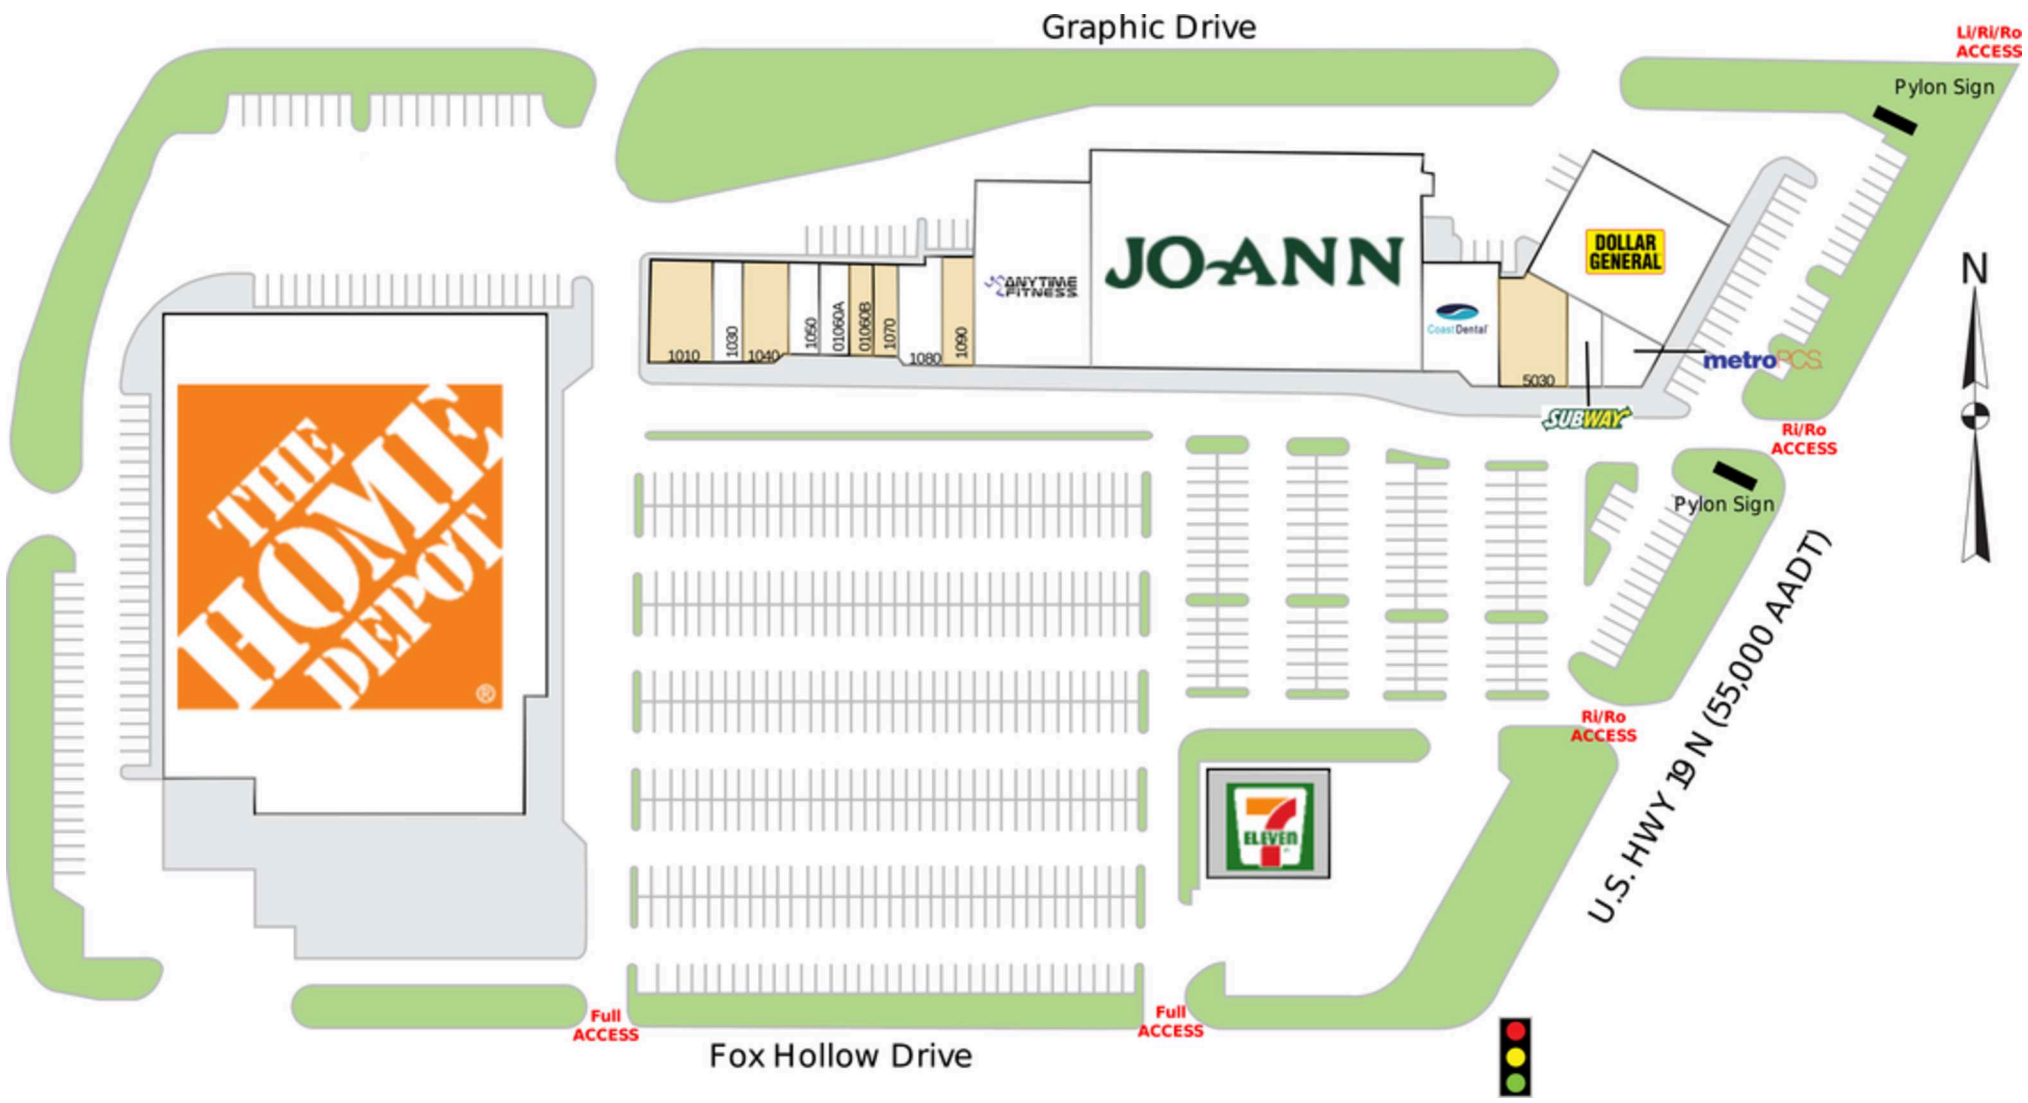 Graphic Drive
Li/Ri/Ro
ACCESS
Pylon Sign
DOLLAR
GENERAL
N
ANYTIME
FITNESS
JO-ANN
CoastDental
1010
1030
1040
1050
01060A
01060B
1070
1080
1090
5030
metroPCS.
SUBWAY
Ri/Ro
ACCESS
Pylon Sign
THE
HOME
DEPOT
®
Ri/Ro
ACCESS
U.S. HWY 19 N (55,000 AADT)
7
ELEVEN
Full
ACCESS
Full
ACCESS
Fox Hollow Drive